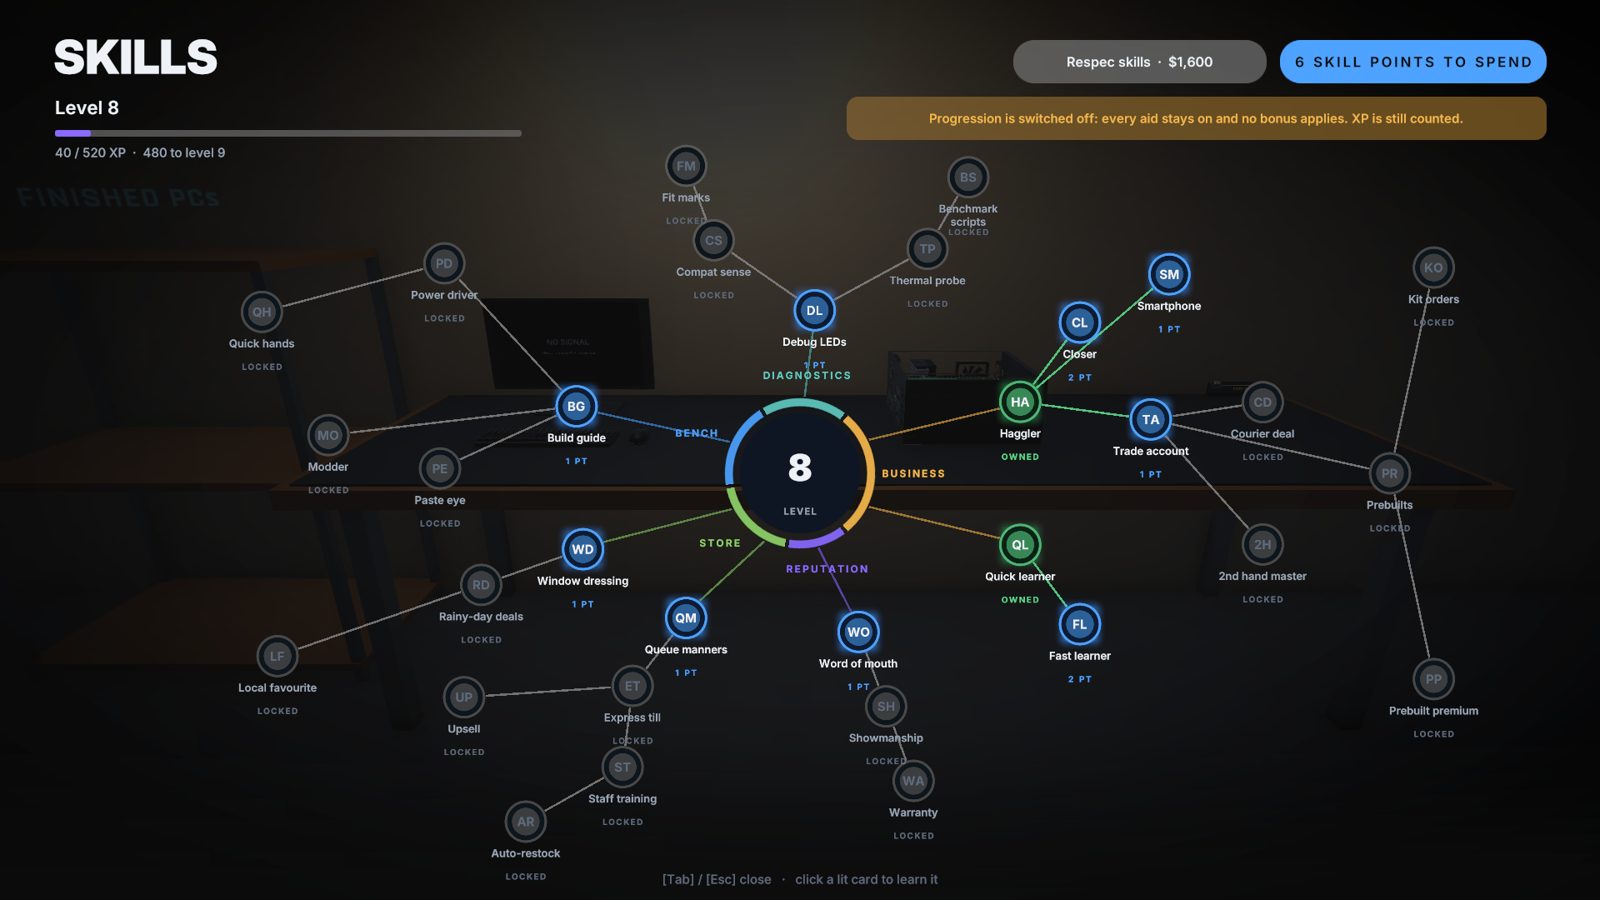 SKILLS
Level 8
40 / 520 XP · 480 to level 9
Respec skills · $1,600
6 SKILL POINTS TO SPEND
Progression is switched off: every aid stays on and no bonus applies. XP is still counted.
FINISHED PCs
FM
Fit marks
LOCKED
BS
Benchmark
scripts
LOCKED
CS
Compat sense
LOCKED
TP
Thermal probe
LOCKED
PD
Power driver
LOCKED
QH
Quick hands
LOCKED
SM
Smartphone
1 PT
KO
Kit orders
LOCKED
DL
Debug LEDs
1 PT
CL
Closer
2 PT
NO SIGNAL
DIAGNOSTICS
BG
Build guide
1 PT
BENCH
HA
Haggler
OWNED
TA
Trade account
1 PT
CD
Courier deal
LOCKED
MO
Modder
LOCKED
PE
Paste eye
LOCKED
8
LEVEL
BUSINESS
PR
Prebuilts
LOCKED
STORE
REPUTATION
WD
Window dressing
1 PT
QL
Quick learner
OWNED
2H
2nd hand master
LOCKED
RD
Rainy-day deals
LOCKED
QM
Queue manners
1 PT
WO
Word of mouth
1 PT
FL
Fast learner
2 PT
LF
Local favourite
LOCKED
UP
Upsell
LOCKED
ET
Express till
LOCKED
SH
Showmanship
LOCKED
PP
Prebuilt premium
LOCKED
ST
Staff training
LOCKED
WA
Warranty
LOCKED
AR
Auto-restock
LOCKED
[Tab] / [Esc] close · click a lit card to learn it